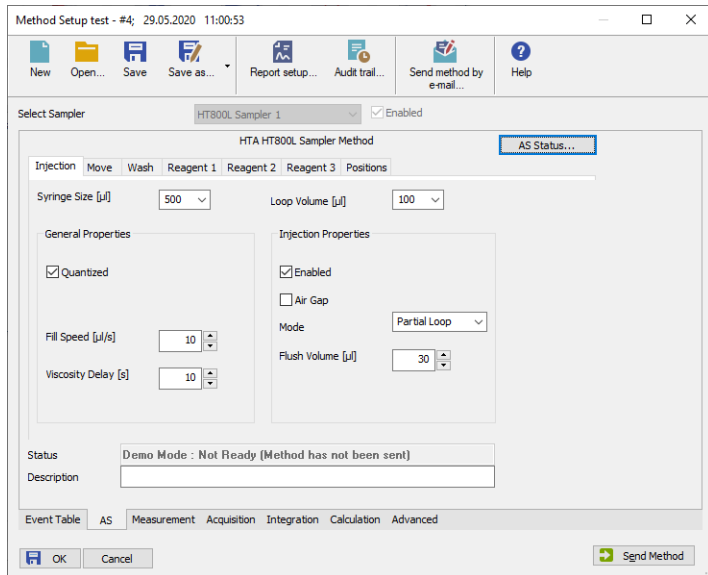 Method Setup test - #4; 29.05.2020 11:00:53
New Open... Save Save as... Report setup... Audit trail... Send method by e-mail... Help
Select Sampler HT800L Sampler 1 Enabled
HTA HT800L Sampler Method AS Status...
Injection Move Wash Reagent 1 Reagent 2 Reagent 3 Positions
Syringe Size [µl] 500 Loop Volume [µl] 100
General Properties
Quantized
Fill Speed [µl/s] 10
Viscosity Delay [s] 10
Injection Properties
Enabled
Air Gap
Mode Partial Loop
Flush Volume [µl] 30
Status Demo Mode : Not Ready (Method has not been sent)
Description
Event Table AS Measurement Acquisition Integration Calculation Advanced
OK Cancel Send Method